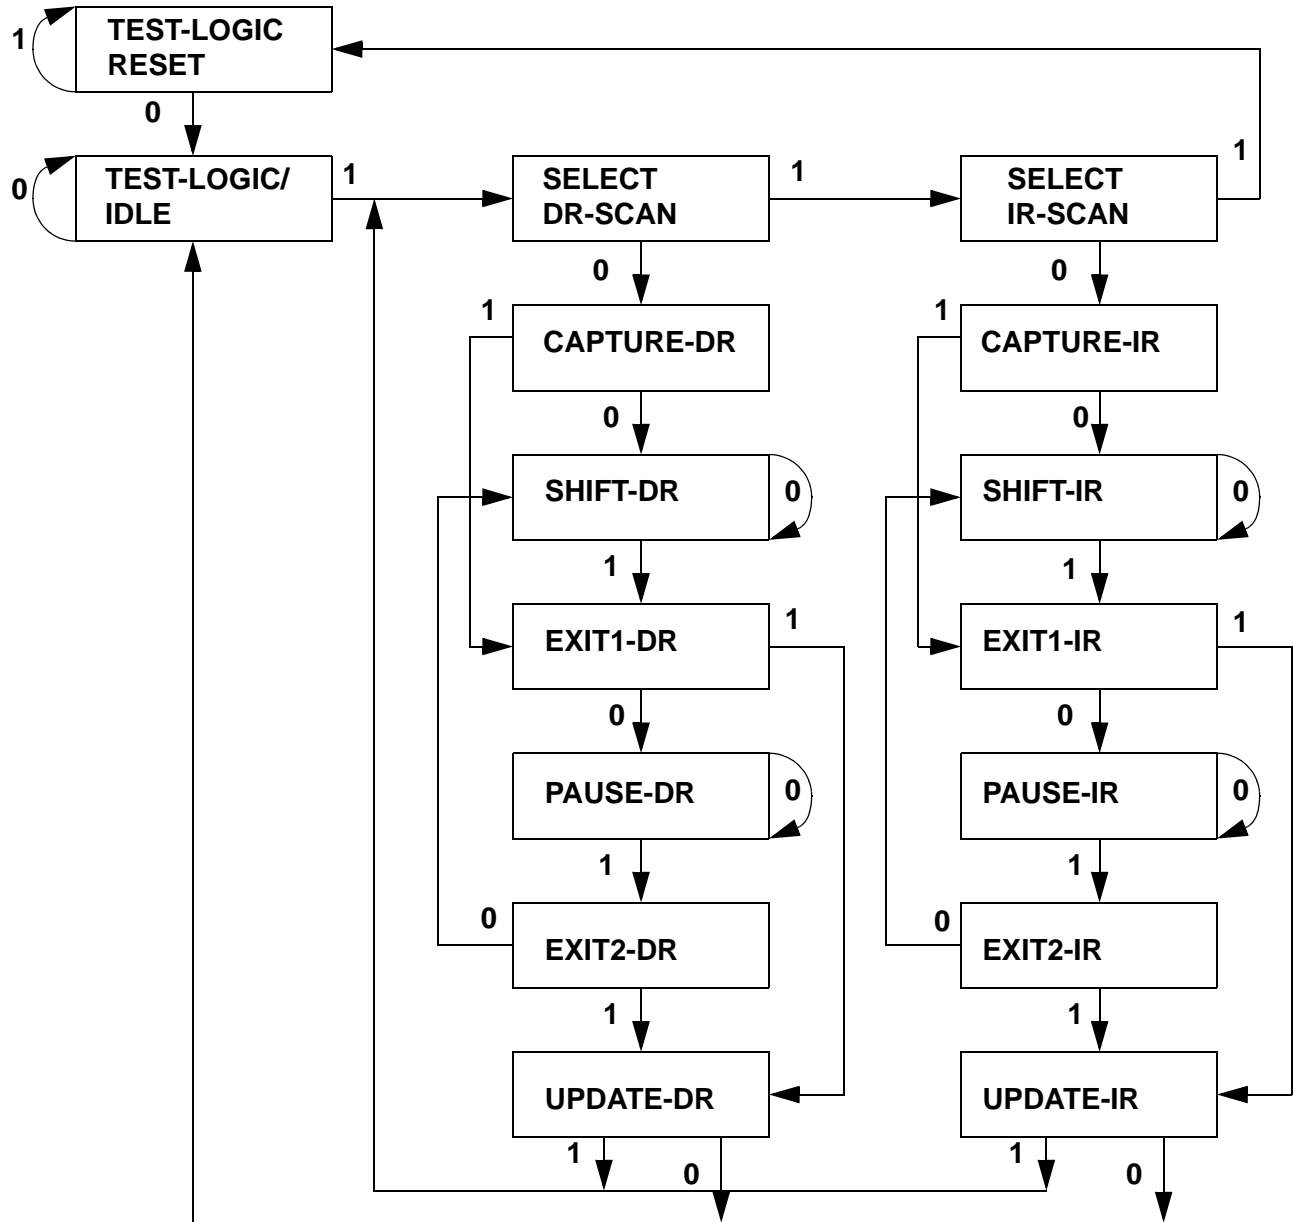 1
TEST-LOGIC
RESET
0
0
TEST-LOGIC/
IDLE
1
SELECT
DR-SCAN
1
SELECT
IR-SCAN
1
0
0
1
CAPTURE-DR
1
CAPTURE-IR
0
0
SHIFT-DR
0
SHIFT-IR
0
1
1
EXIT1-DR
1
EXIT1-IR
1
0
0
PAUSE-DR
0
PAUSE-IR
0
1
1
0
EXIT2-DR
0
EXIT2-IR
1
1
UPDATE-DR
UPDATE-IR
1
0
1
0